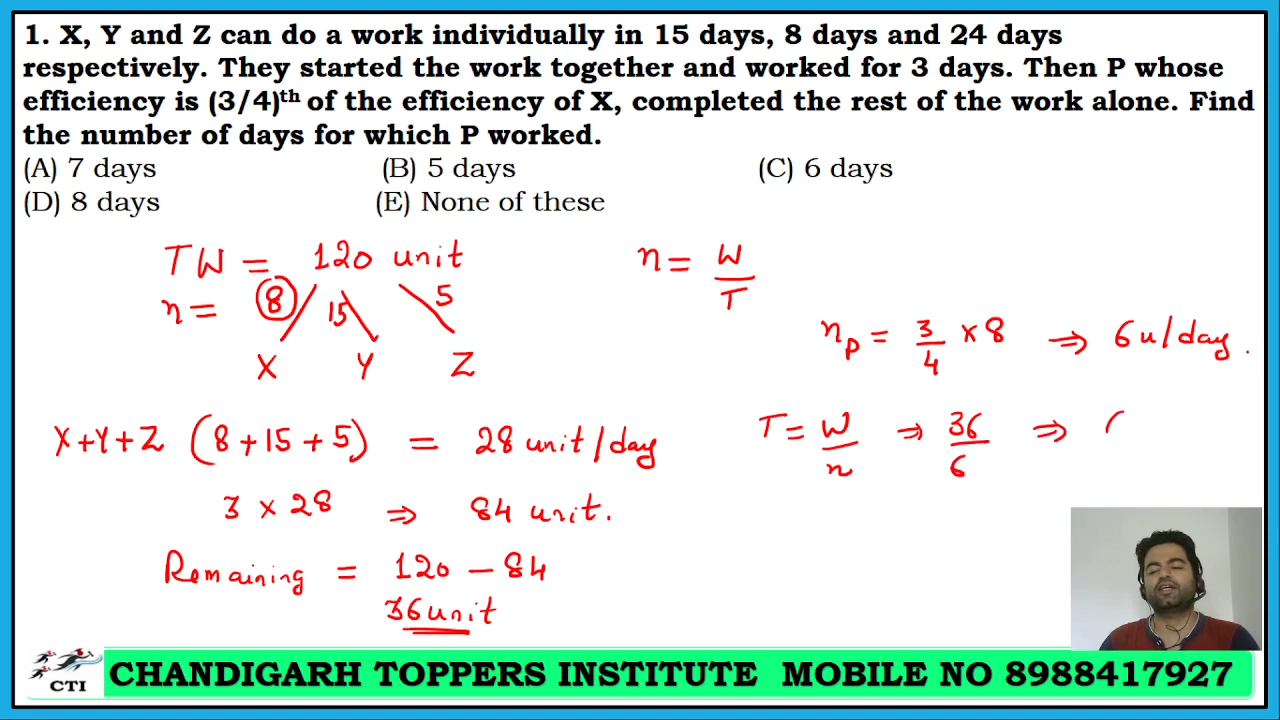 1. X, Y and Z can do a work individually in 15 days, 8 days and 24 days
respectively. They started the work together and worked for 3 days. Then P whose
efficiency is (3/4)th of the efficiency of X, completed the rest of the work alone. Find
the number of days for which P worked.
(A) 7 days (B) 5 days (C) 6 days
(D) 8 days (E) None of these
TW = 120 unit
n = 8 15 5
X Y Z
n = W/T
nP = 3/4 × 8 ⇒ 6u/day.
X+Y+Z (8+15+5) = 28 unit/day
T = W/n ⇒ 36/6 ⇒
3 × 28 ⇒ 84 unit.
Remaining = 120 – 84
36 unit
CTI
CHANDIGARH TOPPERS INSTITUTE MOBILE NO 8988417927